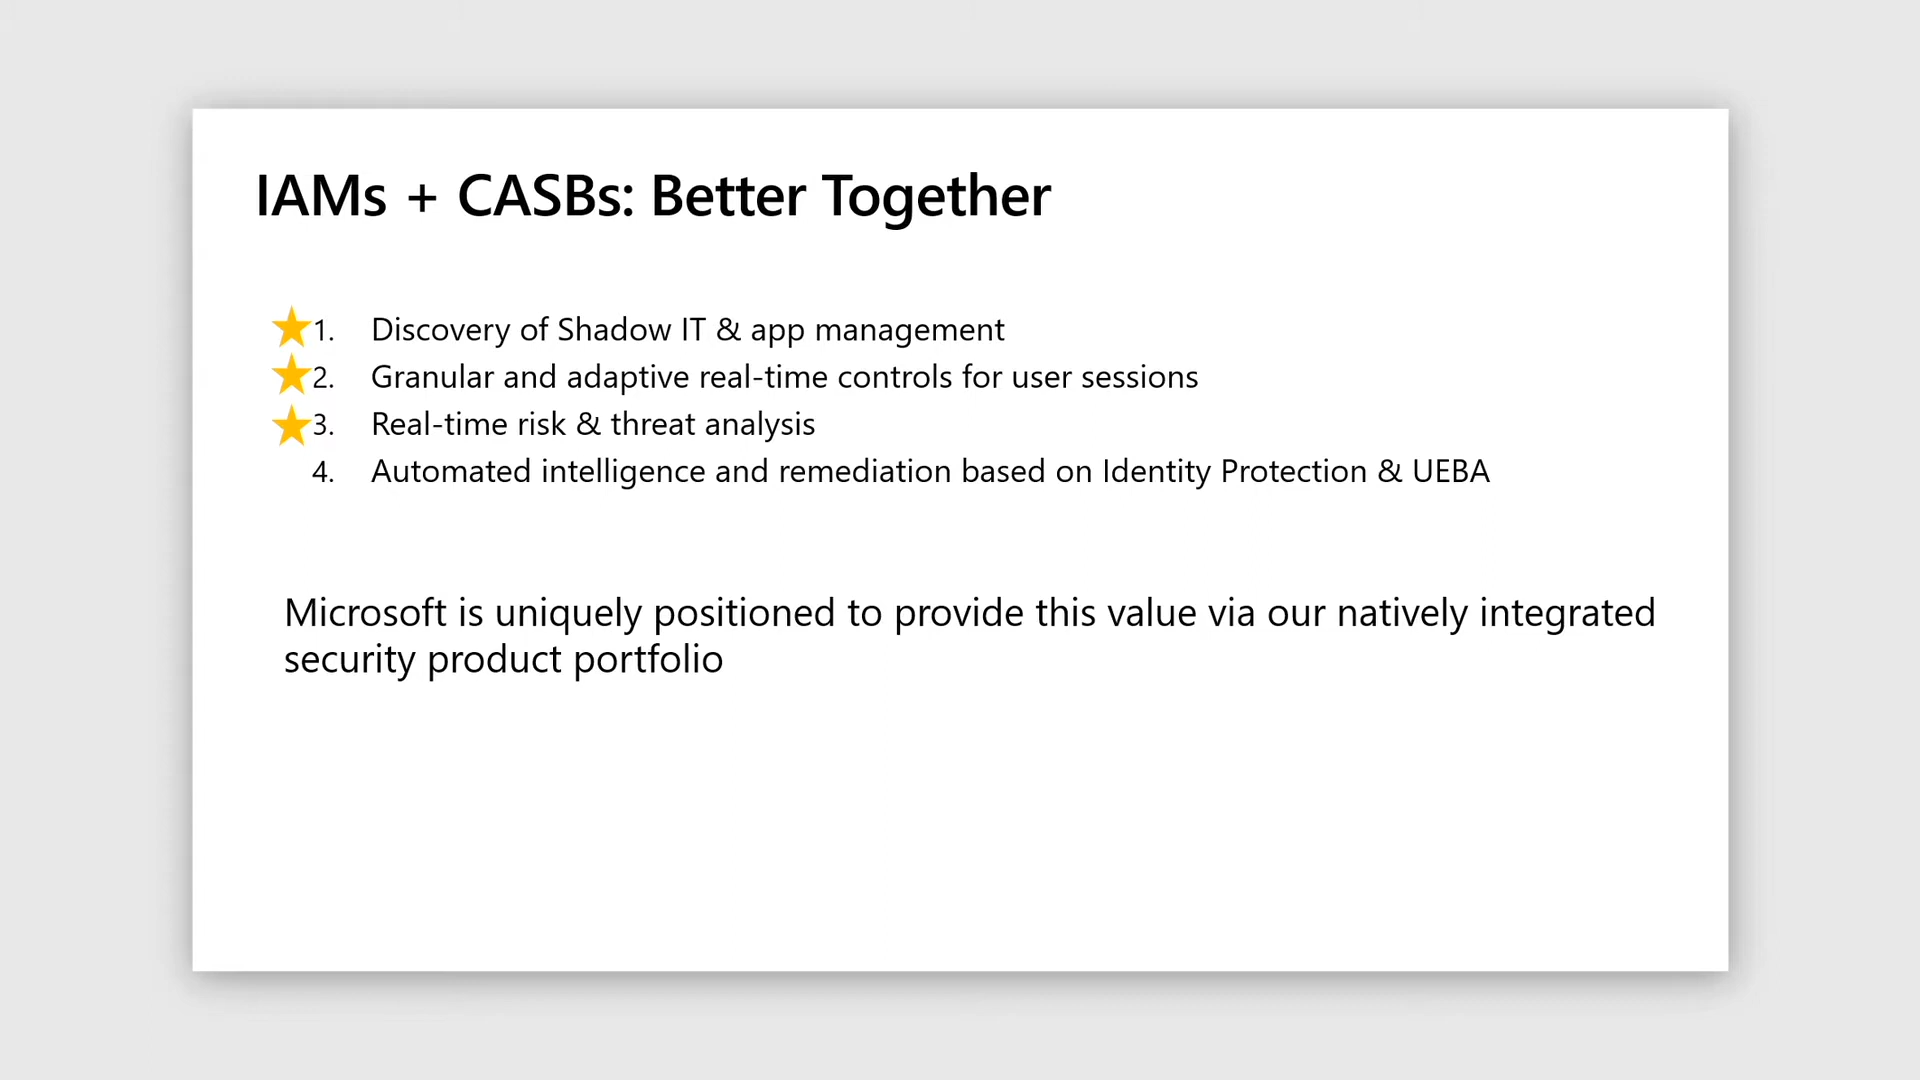 IAMs + CASBs: Better Together
1. Discovery of Shadow IT & app management
2. Granular and adaptive real-time controls for user sessions
3. Real-time risk & threat analysis
4. Automated intelligence and remediation based on Identity Protection & UEBA
Microsoft is uniquely positioned to provide this value via our natively integrated
security product portfolio